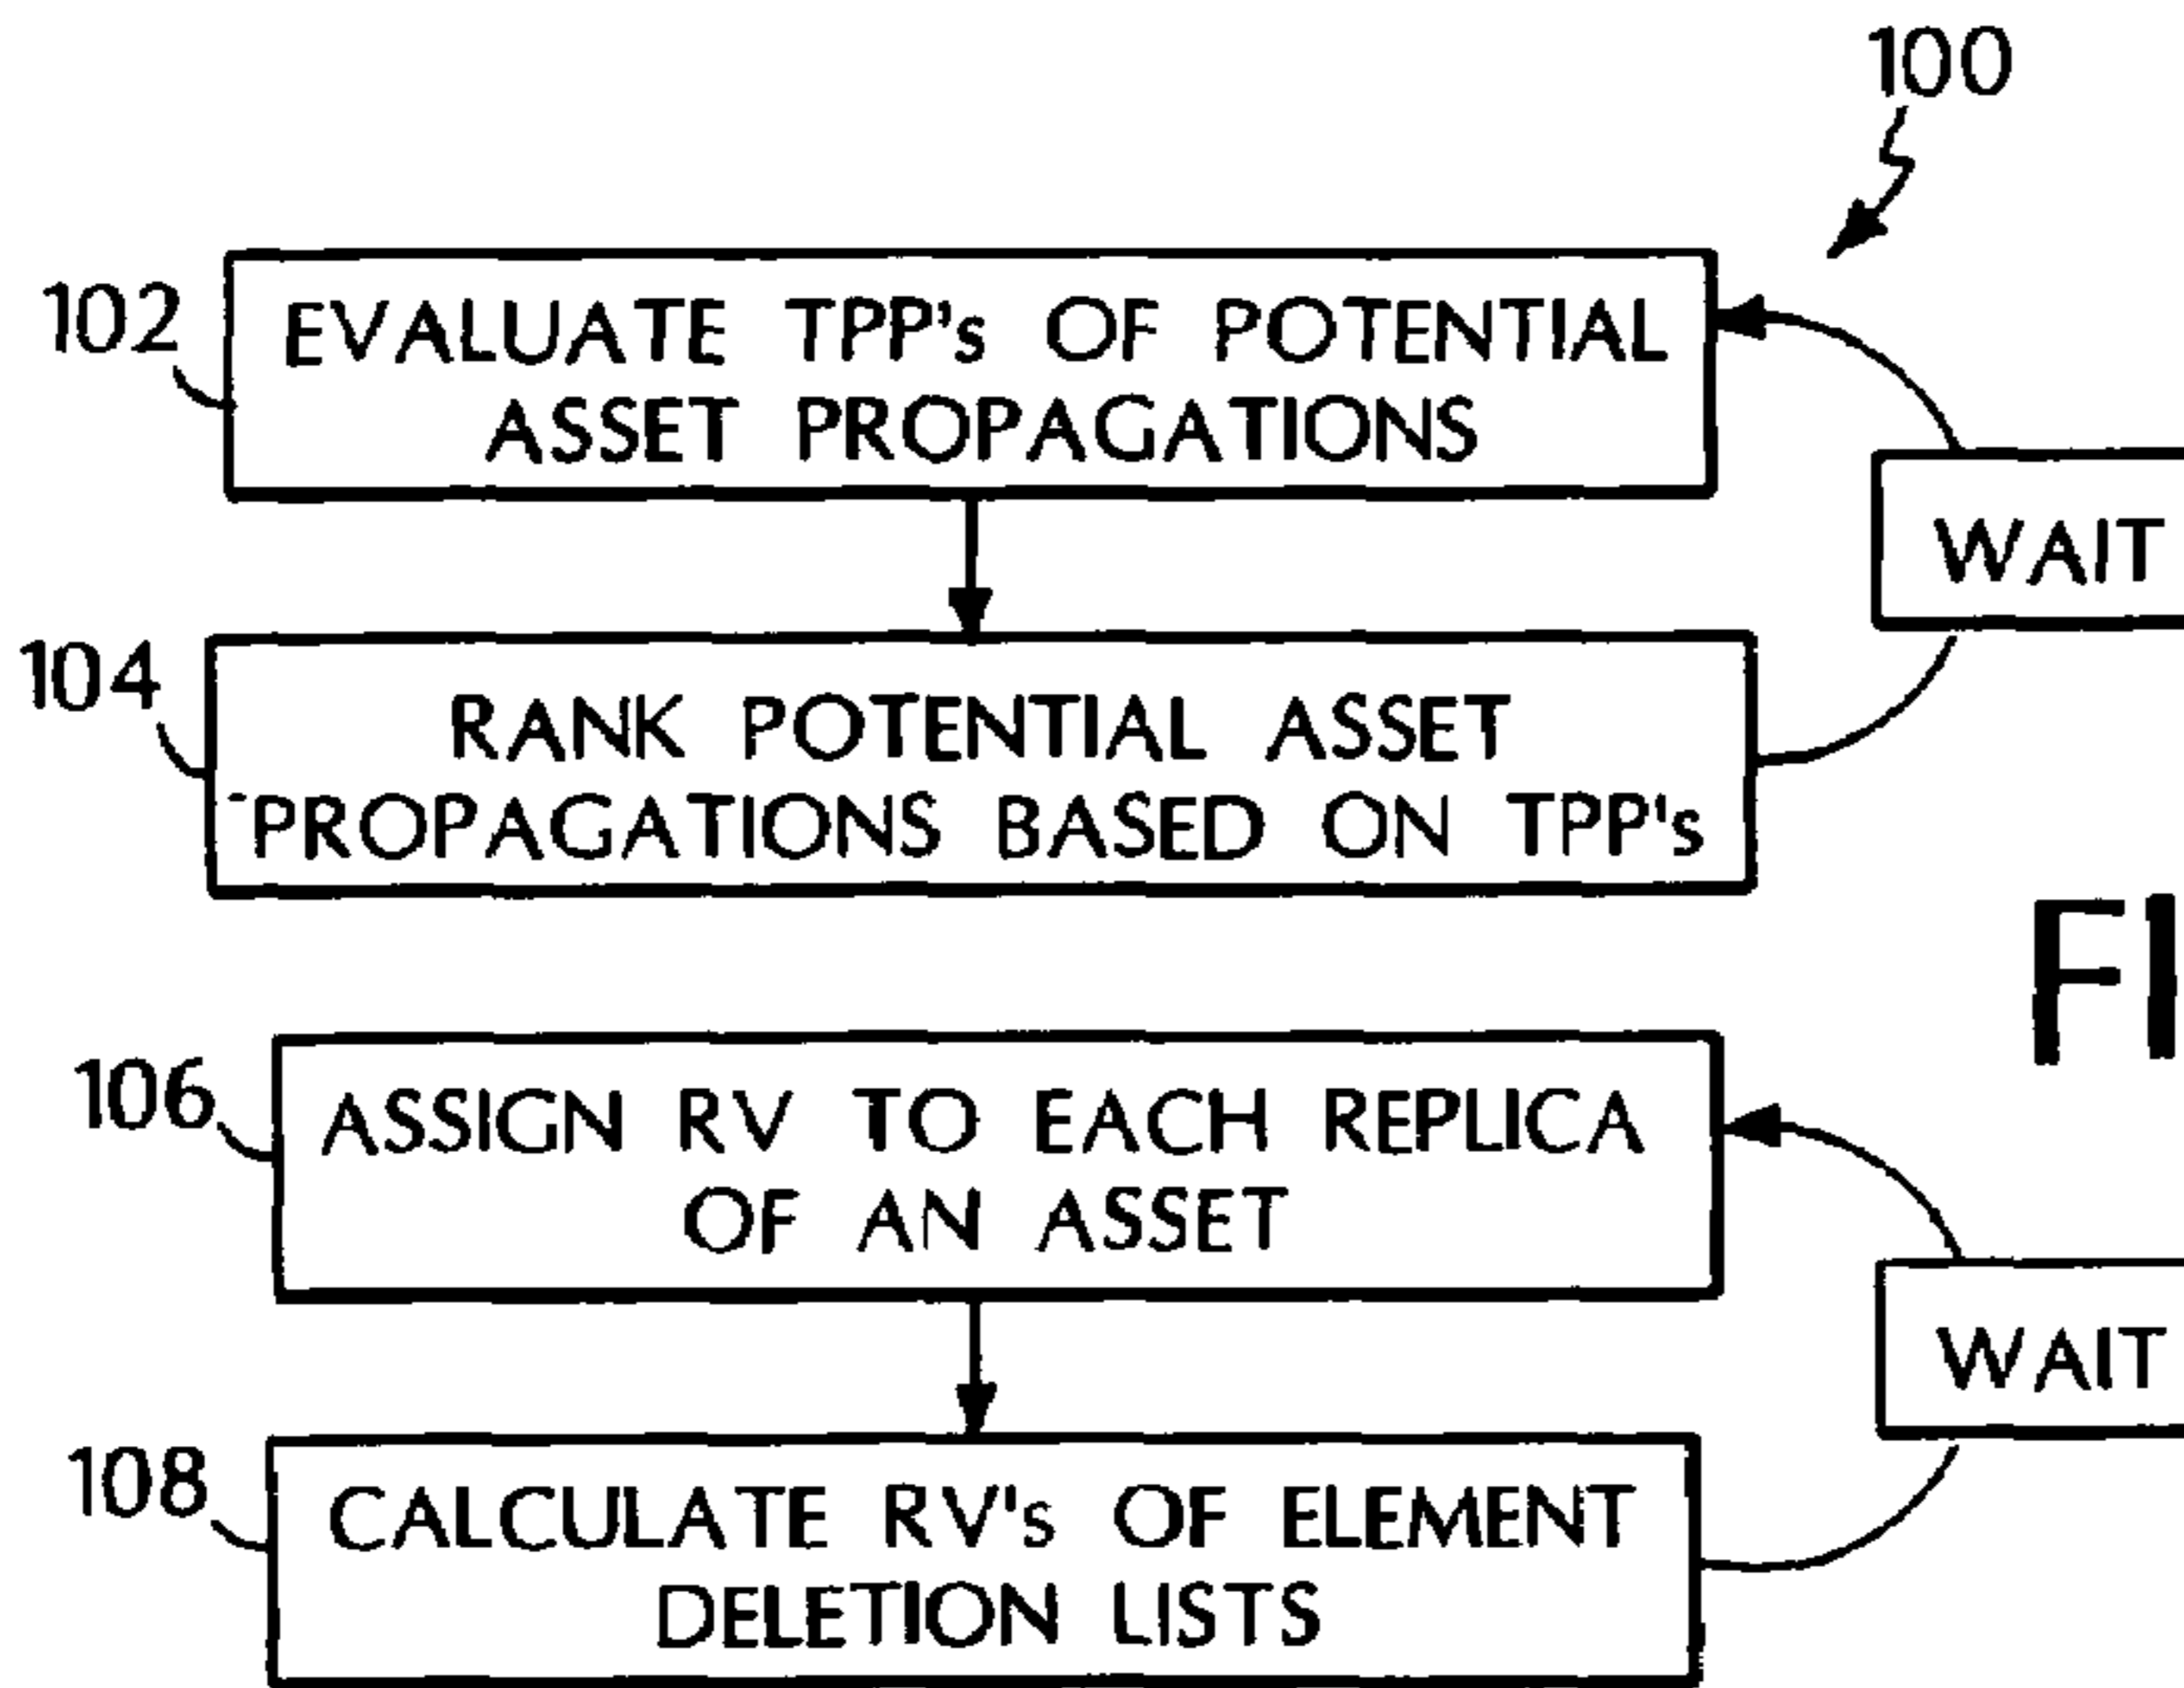 100
102
EVALUATE TPP's OF POTENTIAL
ASSET PROPAGATIONS
WAIT
104
RANK POTENTIAL ASSET
PROPAGATIONS BASED ON TPP's
FI
106
ASSIGN RV TO EACH REPLICA
OF AN ASSET
WAIT
108
CALCULATE RV's OF ELEMENT
DELETION LISTS